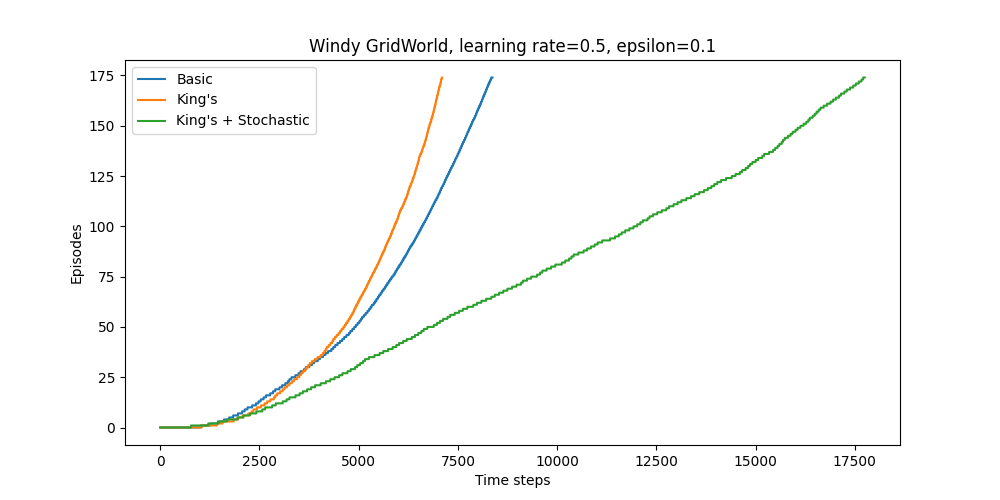 Windy GridWorld, learning rate=0.5, epsilon=0.1
Basic
King's
King's + Stochastic
175
150
125
100
75
50
25
0
Episodes
0 2500 5000 7500 10000 12500 15000 17500
Time steps